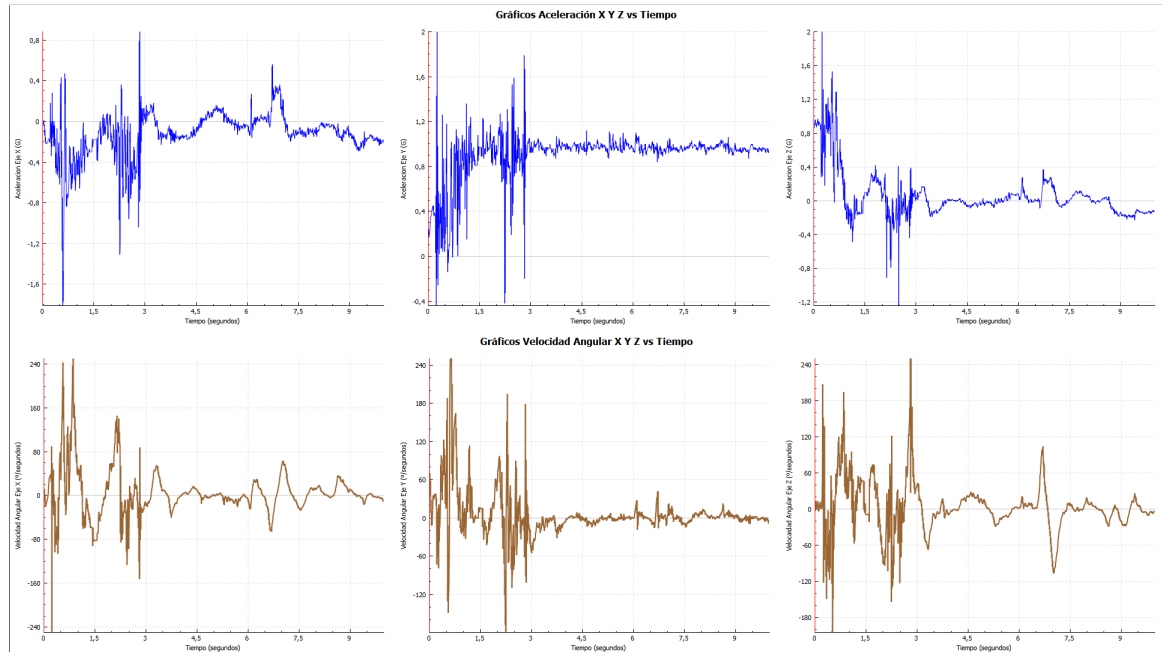 Gráficos Aceleración X Y Z vs Tiempo
Aceleracion Eje X (G)
0,8
0,4
0
-0,4
-0,8
-1,2
-1,6
0 1,5 3 4,5 6 7,5 9
Tiempo (segundos)
Aceleracion Eje Y (G)
2
1,6
1,2
0,8
0,4
0
-0,4
0 1,5 3 4,5 6 7,5 9
Tiempo (segundos)
Aceleracion Eje Z (G)
2
1,6
1,2
0,8
0,4
0
-0,4
-0,8
-1,2
0 1,5 3 4,5 6 7,5 9
Tiempo (segundos)
Gráficos Velocidad Angular X Y Z vs Tiempo
Velocidad Angular Eje X (º/segundos)
240
160
80
0
-80
-160
-240
0 1,5 3 4,5 6 7,5 9
Tiempo (segundos)
Velocidad Angular Eje Y (º/segundos)
240
180
120
60
0
-60
-120
0 1,5 3 4,5 6 7,5 9
Tiempo (segundos)
Velocidad Angular Eje Z (º/segundos)
240
180
120
60
0
-60
-120
-180
0 1,5 3 4,5 6 7,5 9
Tiempo (segundos)